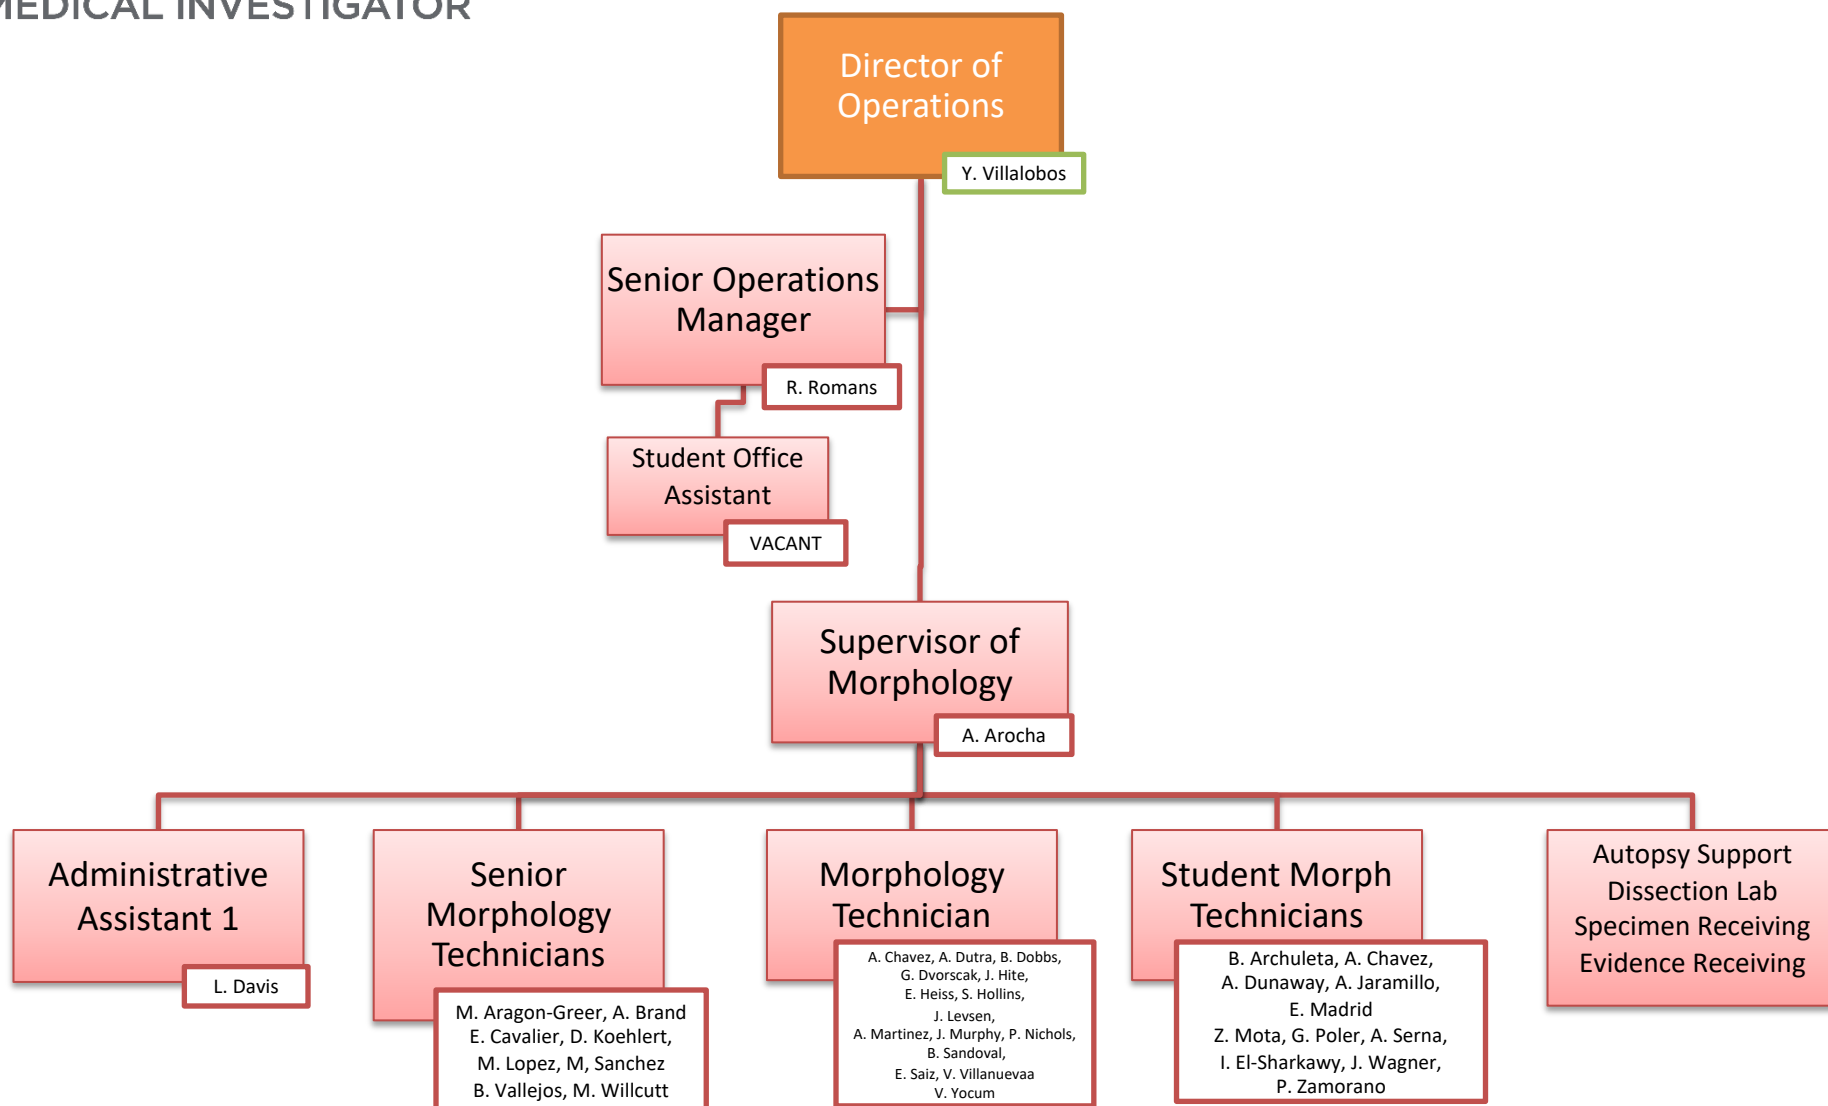 MEDICAL INVESTIGATOR
Director of
Operations
Y. Villalobos
Senior Operations
Manager
R. Romans
Student Office
Assistant
VACANT
Supervisor of
Morphology
A. Arocha
Administrative
Assistant 1
L. Davis
Senior
Morphology
Technicians
M. Aragon-Greer, A. Brand
E. Cavalier, D. Koehlert,
M. Lopez, M, Sanchez
B. Vallejos, M. Willcutt
Morphology
Technician
A. Chavez, A. Dutra, B. Dobbs,
G. Dvorscak, J. Hite,
E. Heiss, S. Hollins,
J. Levsen,
A. Martinez, J. Murphy, P. Nichols,
B. Sandoval,
E. Saiz, V. Villanuevaa
V. Yocum
Student Morph
Technicians
B. Archuleta, A. Chavez,
A. Dunaway, A. Jaramillo,
E. Madrid
Z. Mota, G. Poler, A. Serna,
I. El-Sharkawy, J. Wagner,
P. Zamorano
Autopsy Support
Dissection Lab
Specimen Receiving
Evidence Receiving